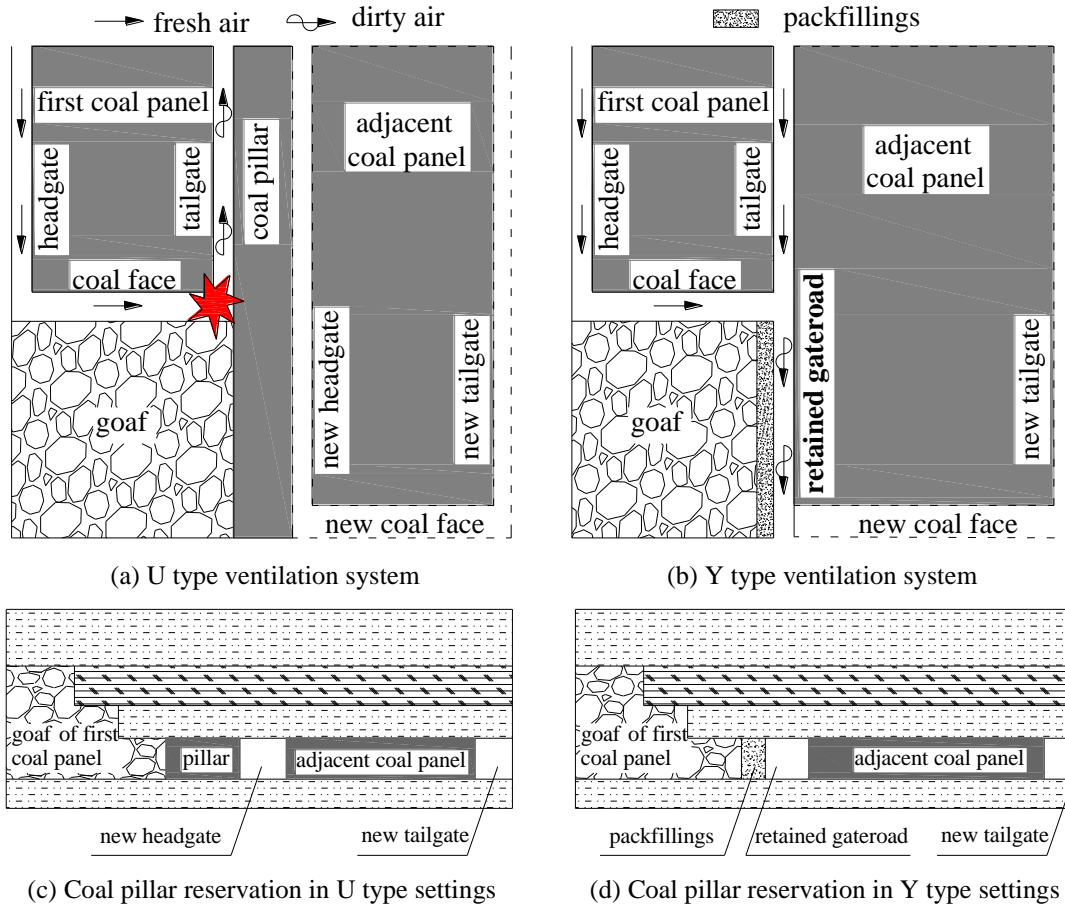 fresh air
dirty air
packfillings
first coal panel
headgate
tailgate
coal pillar
adjacent
coal panel
coal face
goaf
new headgate
new tailgate
new coal face
(a) U type ventilation system
first coal panel
headgate
tailgate
adjacent
coal panel
coal face
goaf
retained gateroad
new tailgate
new coal face
(b) Y type ventilation system
goaf of first
coal panel
pillar
adjacent coal panel
new headgate
new tailgate
(c) Coal pillar reservation in U type settings
goaf of first
coal panel
adjacent coal panel
packfillings
retained gateroad
new tailgate
(d) Coal pillar reservation in Y type settings